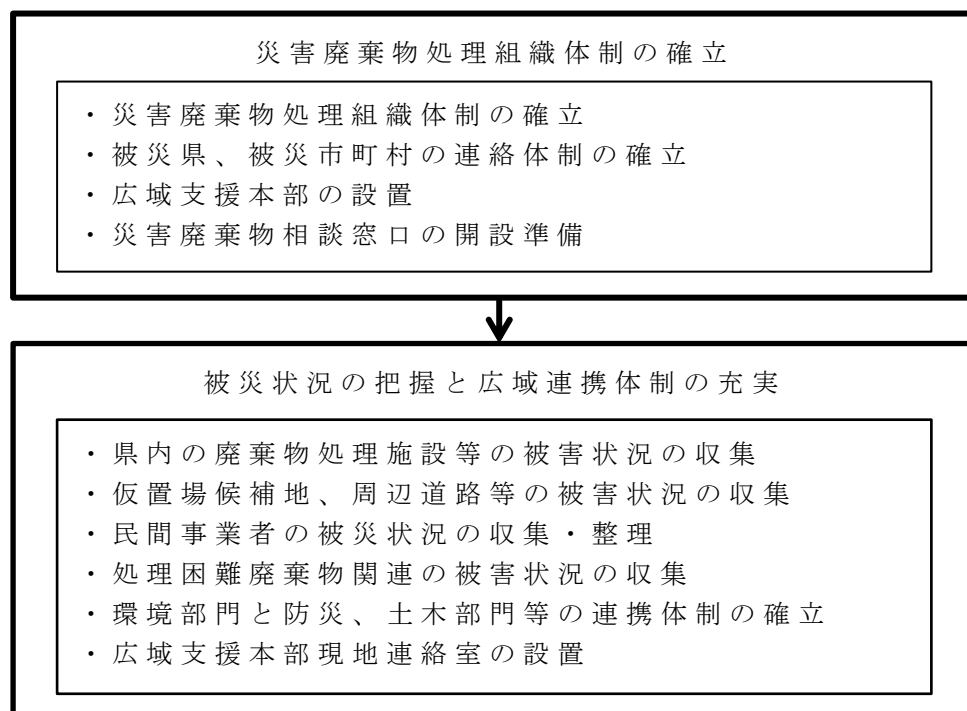 災害廃棄物処理組織体制の確立
・災害廃棄物処理組織体制の確立
・被災県、被災市町村の連絡体制の確立
・広域支援本部の設置
・災害廃棄物相談窓口の開設準備
被災状況の把握と広域連携体制の充実
・県内の廃棄物処理施設等の被害状況の収集
・仮置場候補地、周辺道路等の被害状況の収集
・民間事業者の被災状況の収集・整理
・処理困難廃棄物関連の被害状況の収集
・環境部門と防災、土木部門等の連携体制の確立
・広域支援本部現地連絡室の設置